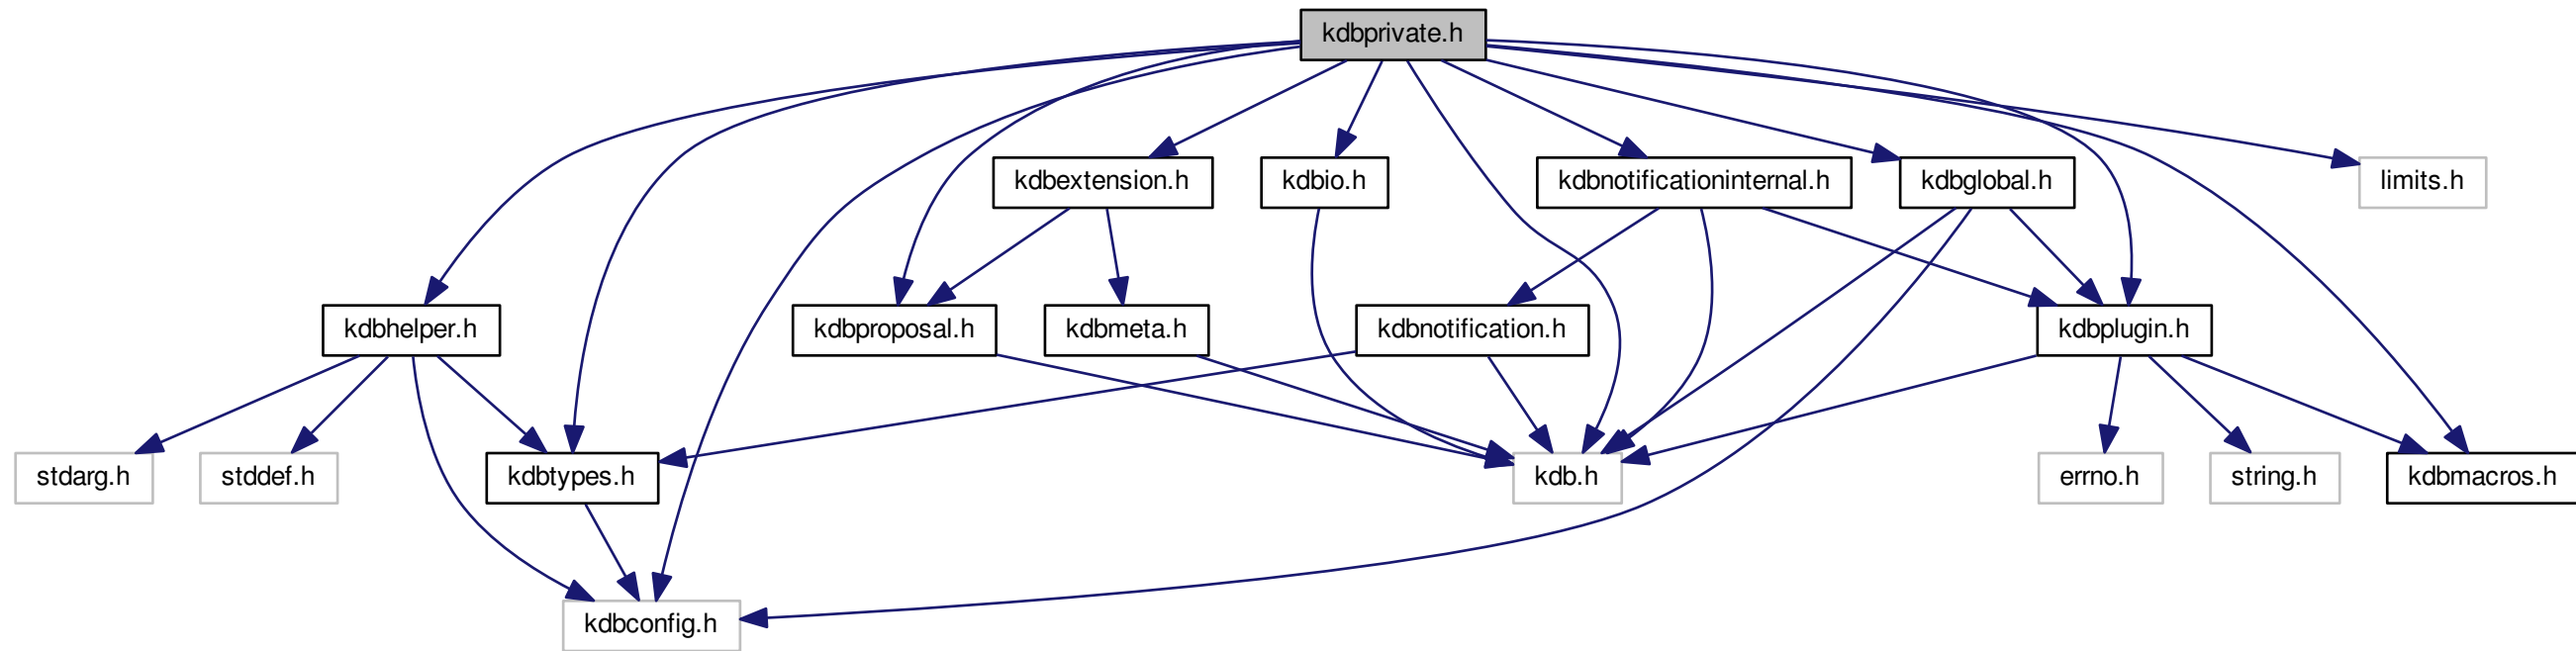 kdbprivate.h
kdbextension.h
kdbio.h
kdbnotificationinternal.h
kdbglobal.h
limits.h
kdbhelper.h
kdbproposal.h
kdbmeta.h
kdbnotification.h
kdbplugin.h
stdarg.h
stddef.h
kdbtypes.h
kdb.h
errno.h
string.h
kdbmacros.h
kdbconfig.h